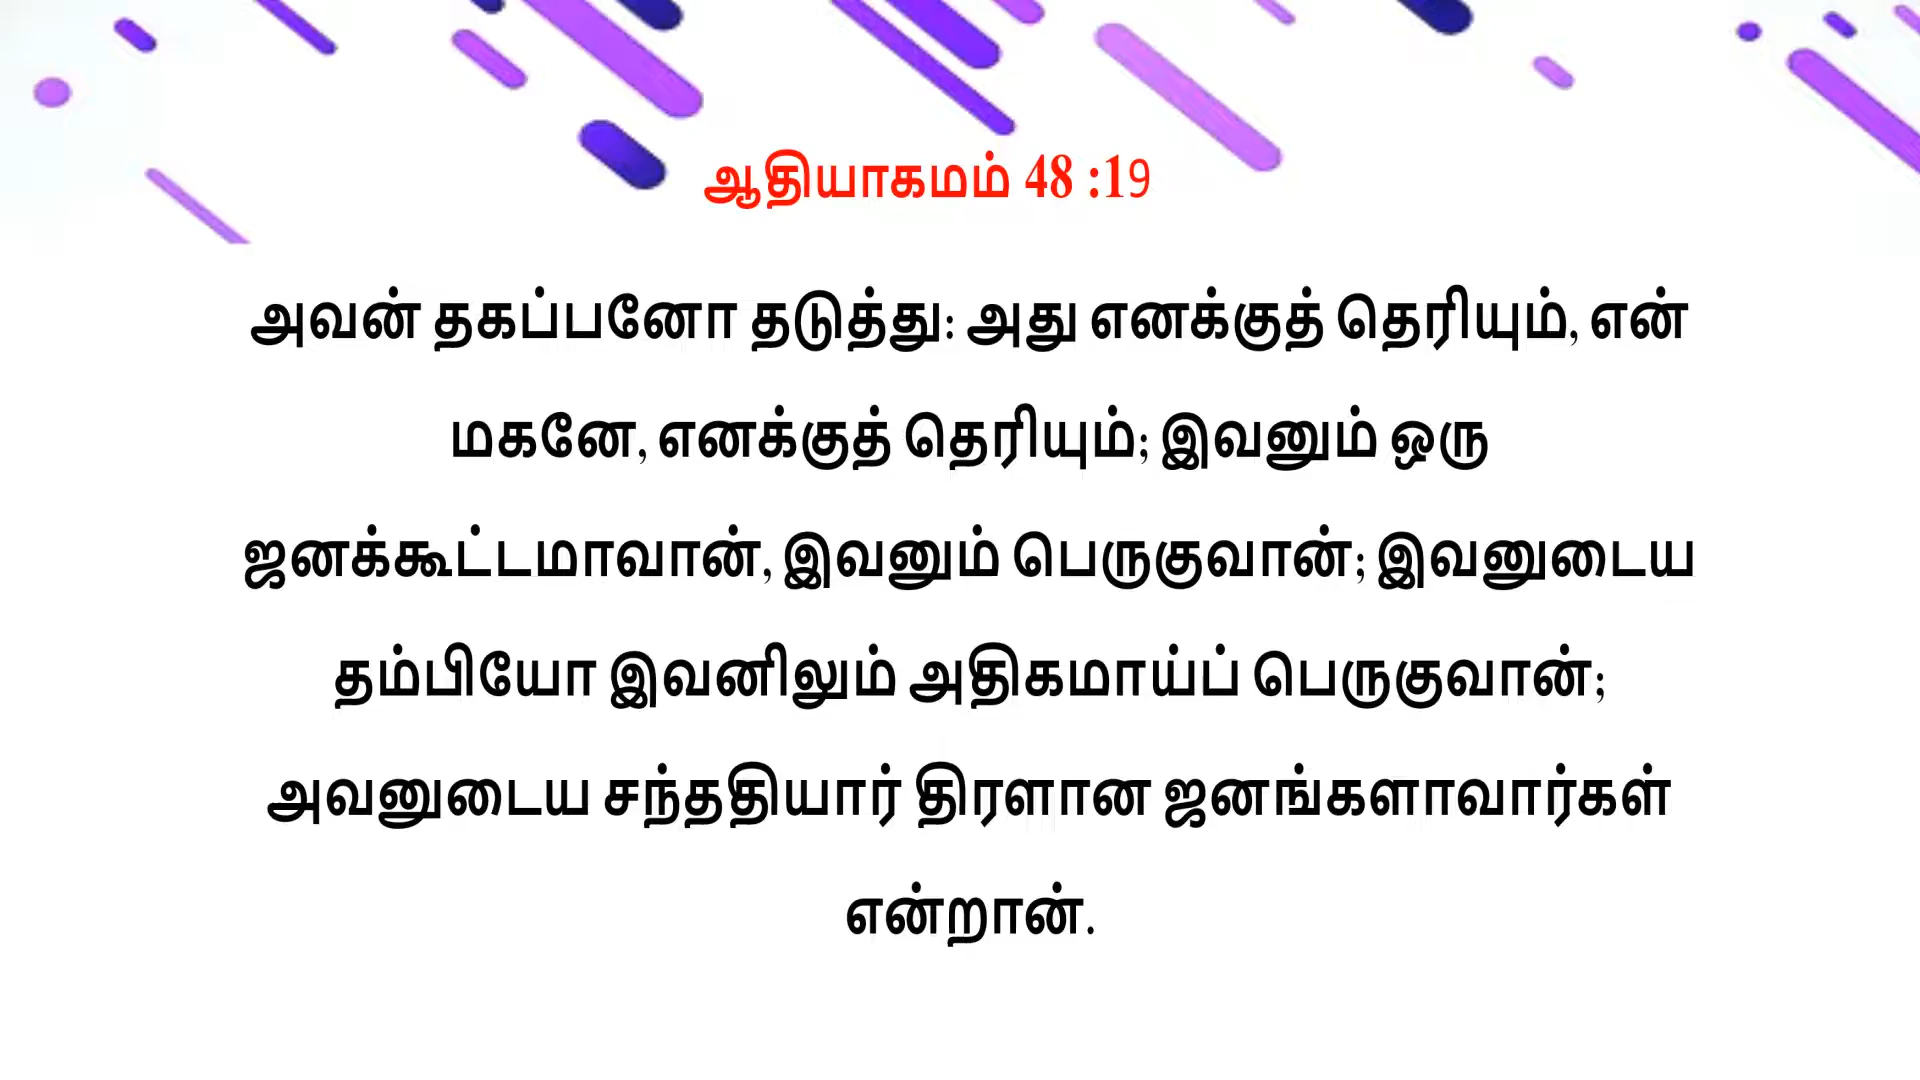 ஆதியாகமம் 48 :19
அவன் தகப்பனோ தடுத்து: அது எனக்குத் தெரியும், என்
மகனே, எனக்குத் தெரியும்; இவனும் ஒரு
ஜனக்கூட்டமாவான், இவனும் பெருகுவான்; இவனுடைய
தம்பியோ இவனிலும் அதிகமாய்ப் பெருகுவான்;
அவனுடைய சந்ததியார் திரளான ஜனங்களாவார்கள்
என்றான்.